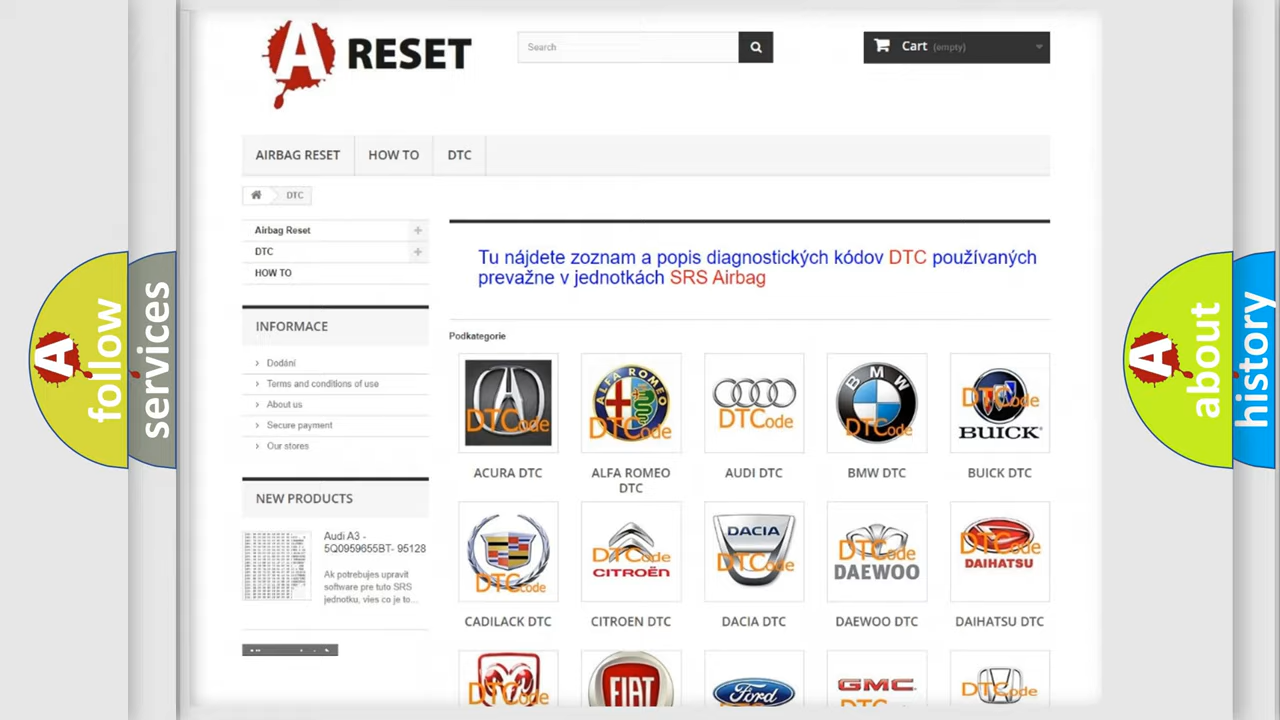 A RESET
Search
Cart (empty)
AIRBAG RESET
HOW TO
DTC
DTC
Airbag Reset
DTC
HOW TO
INFORMACE
Dodání
Terms and conditions of use
About us
Secure payment
Our stores
NEW PRODUCTS
Audi A3 -
5Q0959655BT- 95128
Ak potrebujes upravit
software pre tuto SRS
jednotku, vies co je to...
Tu nájdete zoznam a popis diagnostických kódov DTC používaných
prevažne v jednotkách SRS Airbag
Podkategorie
DTCode
ALFA ROMEO
DTCode
DTCode
BMW
DTCode
DTCode
BUICK
ACURA DTC
ALFA ROMEO
DTC
AUDI DTC
BMW DTC
BUICK DTC
DTCode
DTCode
CITROËN
DACIA
DTCode
DTCode
DAEWOO
DTCode
DAIHATSU
CADILACK DTC
CITROEN DTC
DACIA DTC
DAEWOO DTC
DAIHATSU DTC
DTCode
FIAT
Ford
DTCode
GMC
DTCode
DTCode
A
follow
services
A
about
history